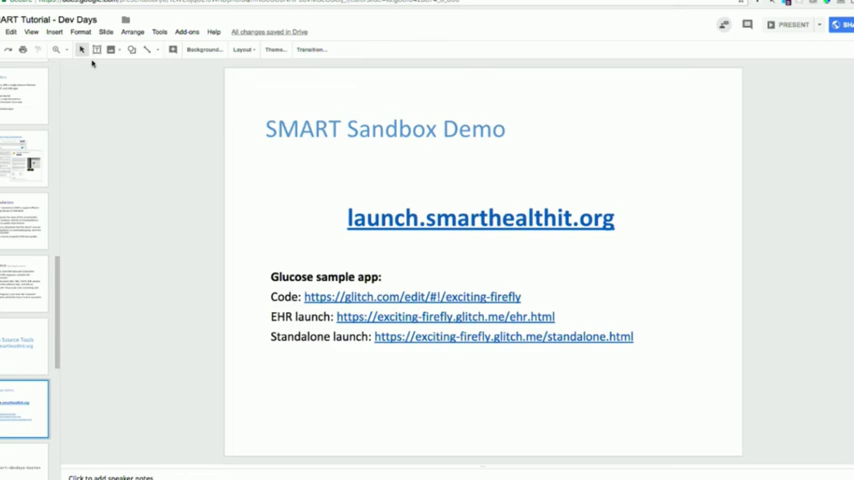 ART Tutorial - Dev Days
Edit View Insert Format Slide Arrange Tools Add-ons Help All changes saved in Drive
PRESENT
Background... Layout Theme... Transition...
SMART Sandbox Demo
launch.smarthealthit.org
Glucose sample app:
Code: https://glitch.com/edit/#!/exciting-firefly
EHR launch: https://exciting-firefly.glitch.me/ehr.html
Standalone launch: https://exciting-firefly.glitch.me/standalone.html
Source Tools
Click to add speaker notes